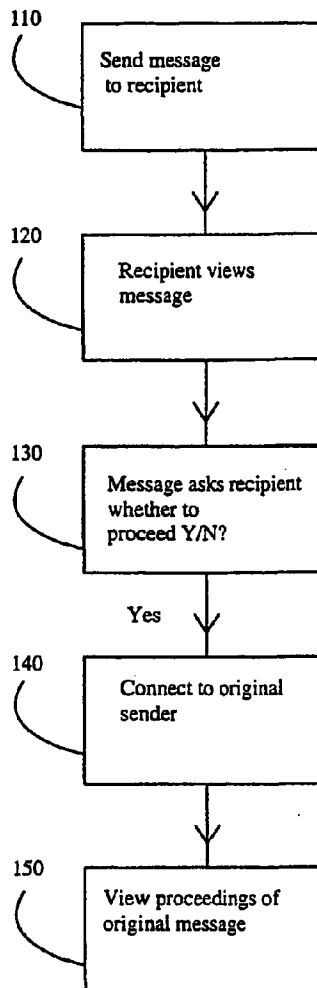 110
Send message
to recipient
120
Recipient views
message
130
Message asks recipient
whether to
proceed Y/N?
Yes
140
Connect to original
sender
150
View proceedings of
original message